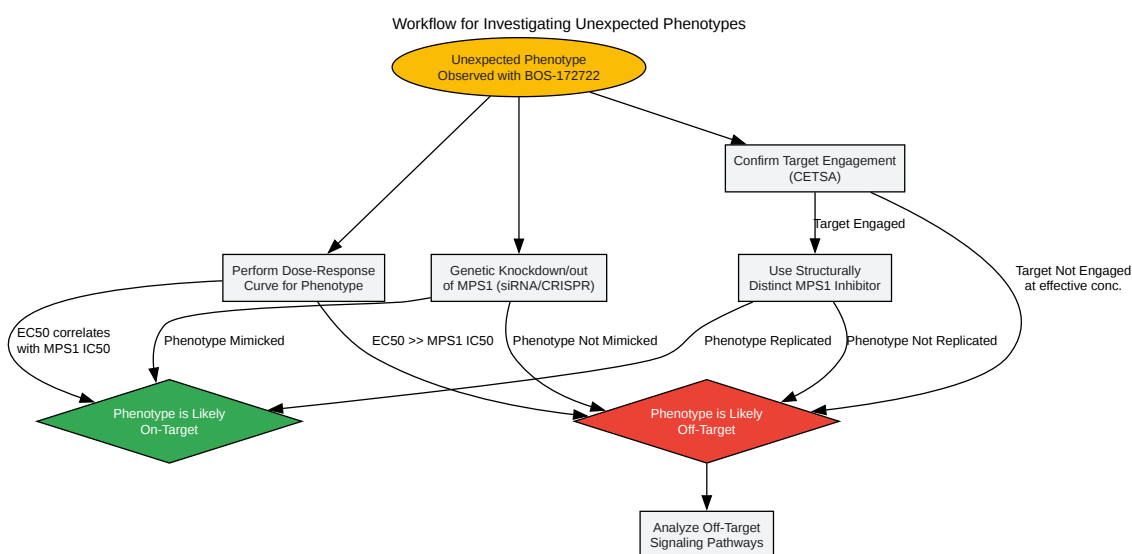 Workflow for Investigating Unexpected Phenotypes
Unexpected Phenotype
Observed with BOS-172722
Confirm Target Engagement
(CETSA)
Target Engaged
Perform Dose-Response
Curve for Phenotype
Genetic Knockdown/out
of MPS1 (siRNA/CRISPR)
Use Structurally
Distinct MPS1 Inhibitor
Target Not Engaged
at effective conc.
EC50 correlates
with MPS1 IC50
Phenotype Mimicked
EC50 >> MPS1 IC50
Phenotype Not Mimicked
Phenotype Replicated
Phenotype Not Replicated
Phenotype is Likely
On-Target
Phenotype is Likely
Off-Target
Analyze Off-Target
Signaling Pathways